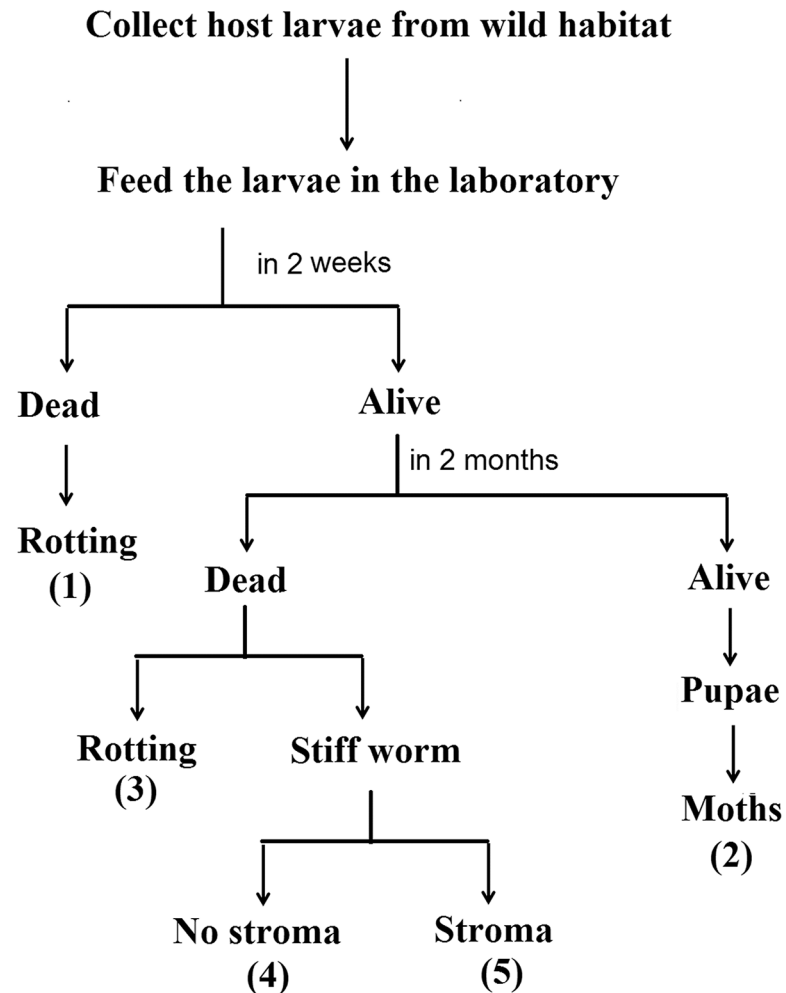 Collect host larvae from wild habitat
Feed the larvae in the laboratory
in 2 weeks
Dead
Alive
in 2 months
Rotting
(1)
Dead
Alive
Pupae
Rotting
(3)
Stiff worm
Moths
(2)
No stroma
(4)
Stroma
(5)